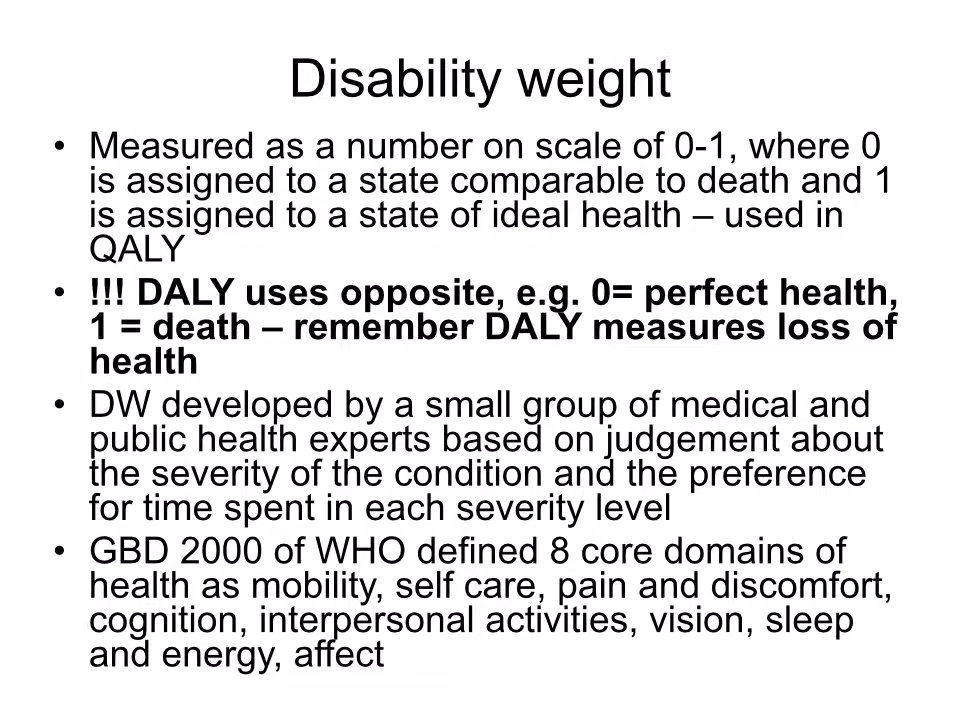 Disability weight
• Measured as a number on scale of 0-1, where 0
is assigned to a state comparable to death and 1
is assigned to a state of ideal health – used in
QALY
• !!! DALY uses opposite, e.g. 0= perfect health,
1 = death – remember DALY measures loss of
health
• DW developed by a small group of medical and
public health experts based on judgement about
the severity of the condition and the preference
for time spent in each severity level
• GBD 2000 of WHO defined 8 core domains of
health as mobility, self care, pain and discomfort,
cognition, interpersonal activities, vision, sleep
and energy, affect